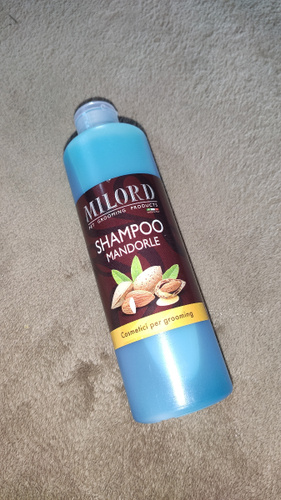 MILORD
PET GROOMING PRODUCTS
SHAMPOO
MANDORLE
Cosmetici per grooming